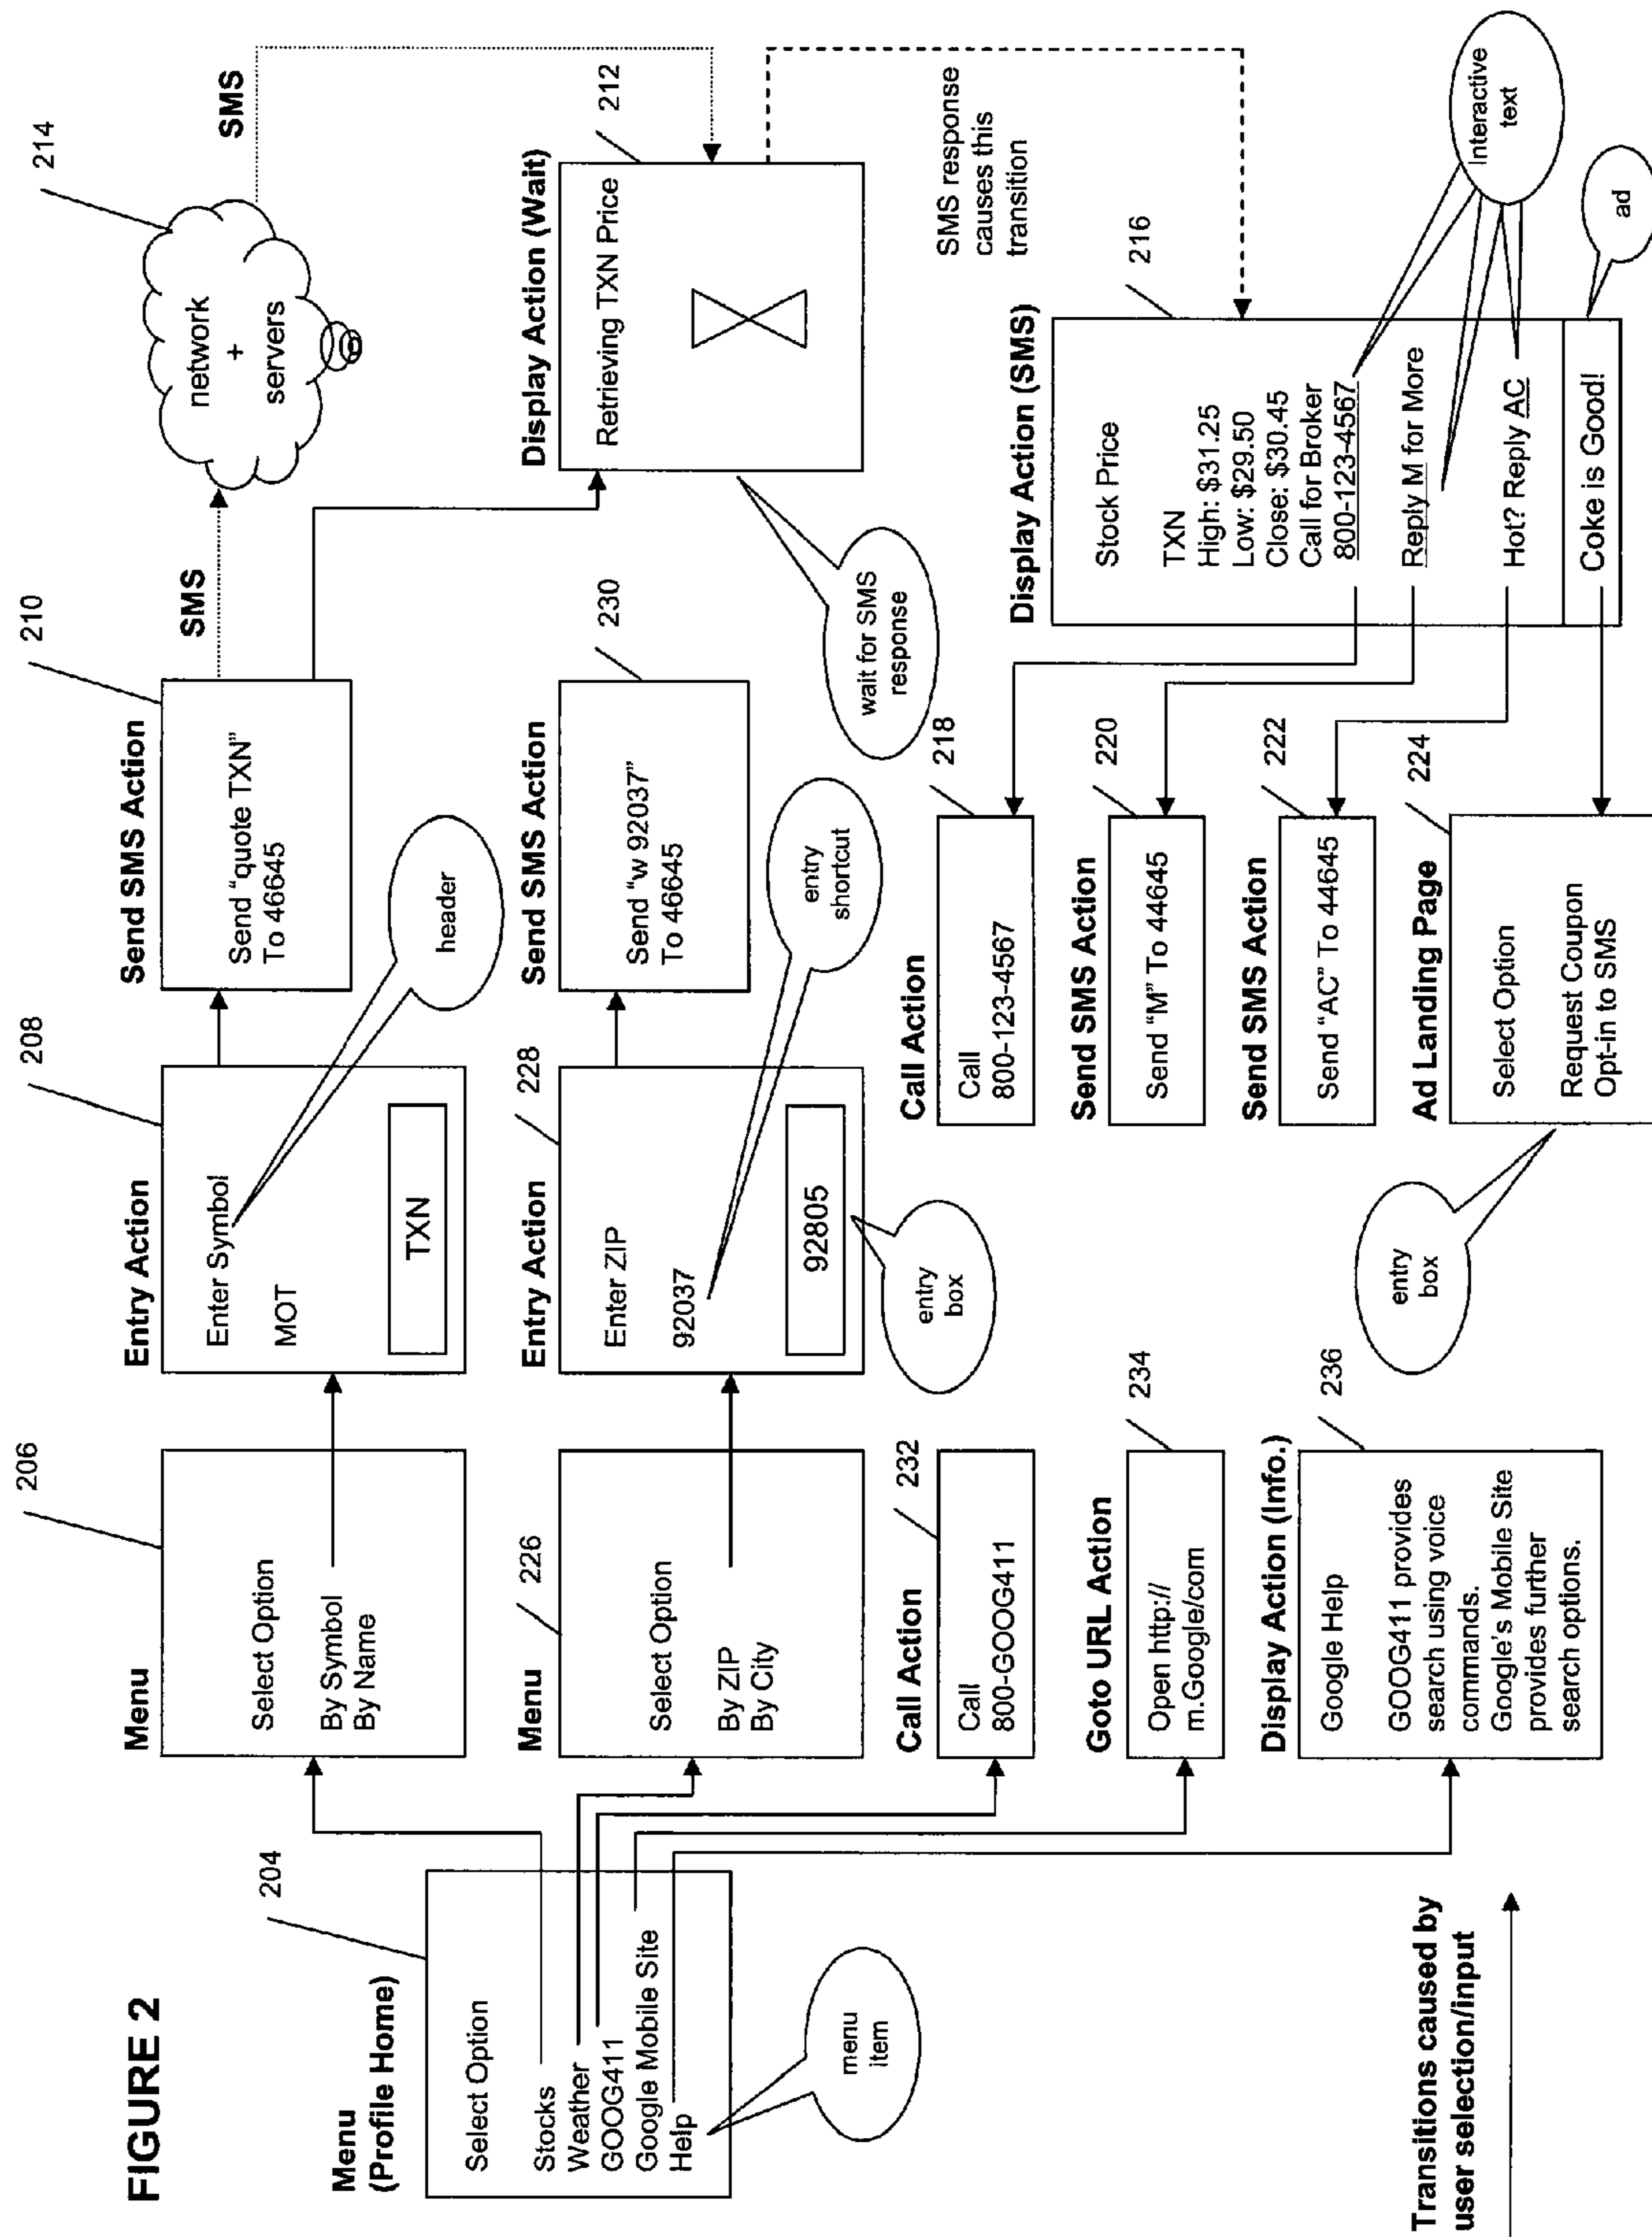 FIGURE 2
Menu
(Profile Home)
204
Select Option
Stocks
Weather
GOOG411
Google Mobile Site
Help
menu
item
Transitions caused by
user selection/input
Menu
206
Select Option
By Symbol
By Name
Menu
226
Select Option
By ZIP
By City
Call Action
232
Call
800-GOOG411
Goto URL Action
234
Open http://
m.Google/com
Display Action (Info.)
236
Google Help
GOOG411 provides
search using voice
commands.
Google's Mobile Site
provides further
search options.
Entry Action
208
Enter Symbol
MOT
TXN
header
Entry Action
228
Enter ZIP
92037
92805
entry
shortcut
entry
box
Send SMS Action
210
Send “quote TXN”
To 46645
SMS
214
network
+
servers
SMS
Send SMS Action
230
Send “w 92037”
To 46645
Display Action (Wait)
212
Retrieving TXN Price
wait for SMS
response
SMS response
causes this
transition
Display Action (SMS)
216
Stock Price
TXN
High: $31.25
Low: $29.50
Close: $30.45
Call for Broker
800-123-4567
Reply M for More
Hot? Reply AC
Coke is Good!
Interactive
text
ad
Call Action
218
Call
800-123-4567
Send SMS Action
220
Send “M” To 44645
Send SMS Action
222
Send “AC” To 44645
Ad Landing Page
224
Select Option
Request Coupon
Opt-in to SMS
entry
box